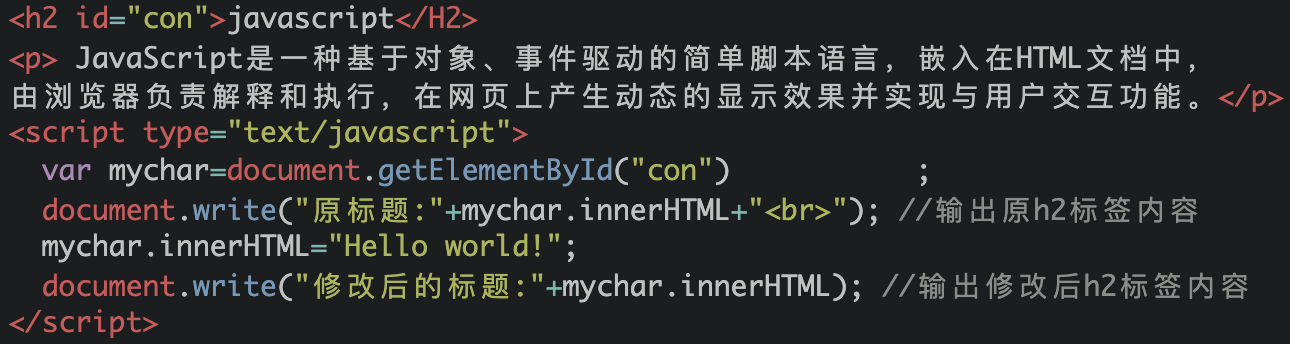 <h2 id="con">javascript</H2>
<p> JavaScript是一种基于对象、事件驱动的简单脚本语言，嵌入在HTML文档中，
由浏览器负责解释和执行，在网页上产生动态的显示效果并实现与用户交互功能。</p>
<script type="text/javascript">
  var mychar=document.getElementById("con")           ;
  document.write("原标题:"+mychar.innerHTML+"<br>"); //输出原h2标签内容
  mychar.innerHTML="Hello world!";
  document.write("修改后的标题:"+mychar.innerHTML); //输出修改后h2标签内容
</script>